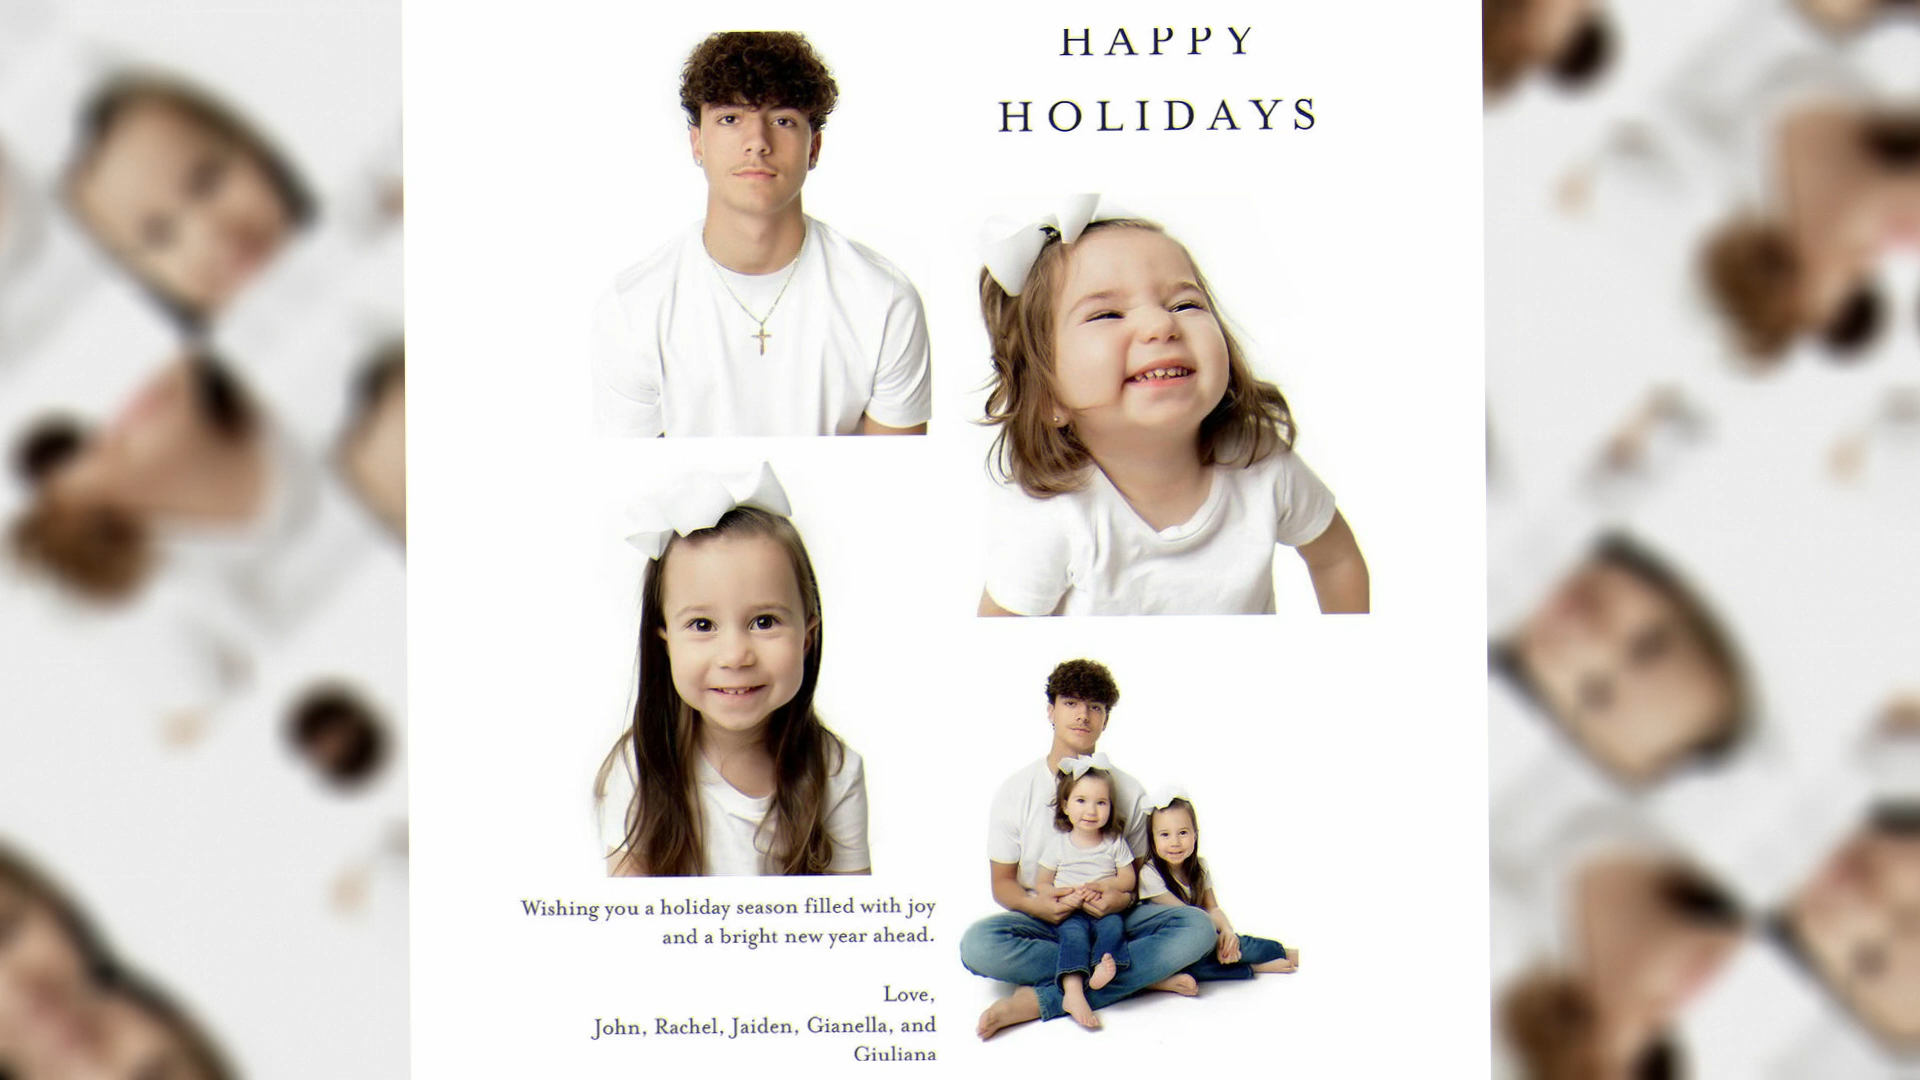 HAPPY
HOLIDAYS
Wishing you a holiday season filled with joy
and a bright new year ahead.
Love,
John, Rachel, Jaiden, Gianella, and
Giuliana